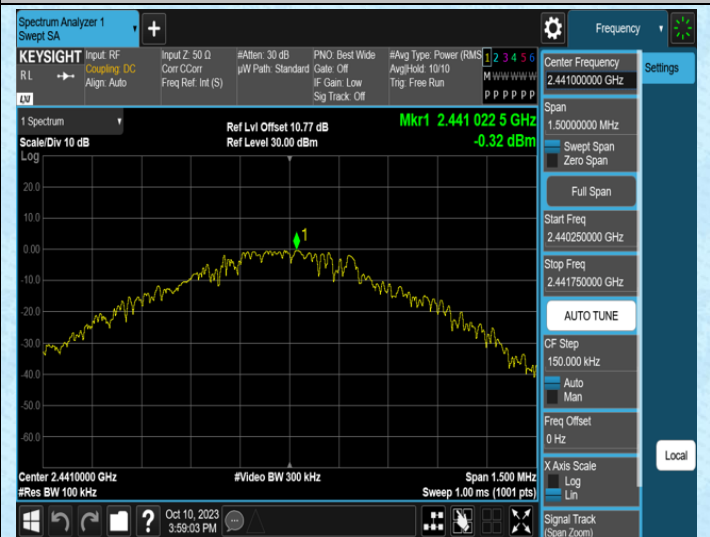 Spectrum Analyzer 1
Swept SA
+
Frequency
KEYSIGHT
RL
LXI
Input: RF
Coupling: DC
Align: Auto
Input Z: 50 Ω
Corr CCorr
Freq Ref: Int (S)
#Atten: 30 dB
µW Path: Standard
PNO: Best Wide
Gate: Off
IF Gain: Low
Sig Track: Off
#Avg Type: Power (RMS
Avg|Hold: 10/10
Trig: Free Run
1 2 3 4 5 6
M W W W W W
P P P P P P
1 Spectrum
Scale/Div 10 dB
Log
Ref Lvl Offset 10.77 dB
Ref Level 30.00 dBm
Mkr1 2.441 022 5 GHz
-0.32 dBm
20.0
10.0
0.00
-10.0
-20.0
-30.0
-40.0
-50.0
-60.0
1
Center 2.4410000 GHz
#Res BW 100 kHz
#Video BW 300 kHz
Span 1.500 MHz
Sweep 1.00 ms (1001 pts)
?
Oct 10, 2023
3:59:03 PM
Center Frequency
2.441000000 GHz
Settings
Span
1.50000000 MHz
Swept Span
Zero Span
Full Span
Start Freq
2.440250000 GHz
Stop Freq
2.441750000 GHz
AUTO TUNE
CF Step
150.000 kHz
Auto
Man
Freq Offset
0 Hz
X Axis Scale
Log
Lin
Local
Signal Track
(Span Zoom)